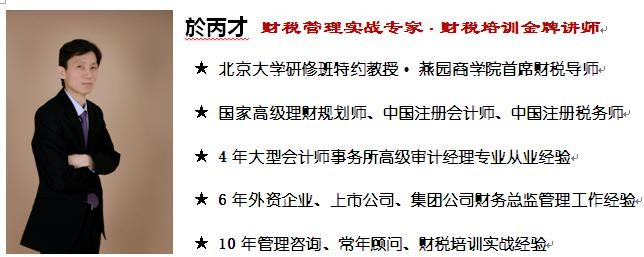 於丙才 财税管理实战专家·财税培训金牌讲师
★ 北京大学研修班特约教授· 燕园商学院首席财税导师
★ 国家高级理财规划师、中国注册会计师、中国注册税务师
★ 4 年大型会计师事务所高级审计经理专业从业经验
★ 6 年外资企业、上市公司、集团公司财务总监管理工作经验
★ 10 年管理咨询、常年顾问、财税培训实战经验